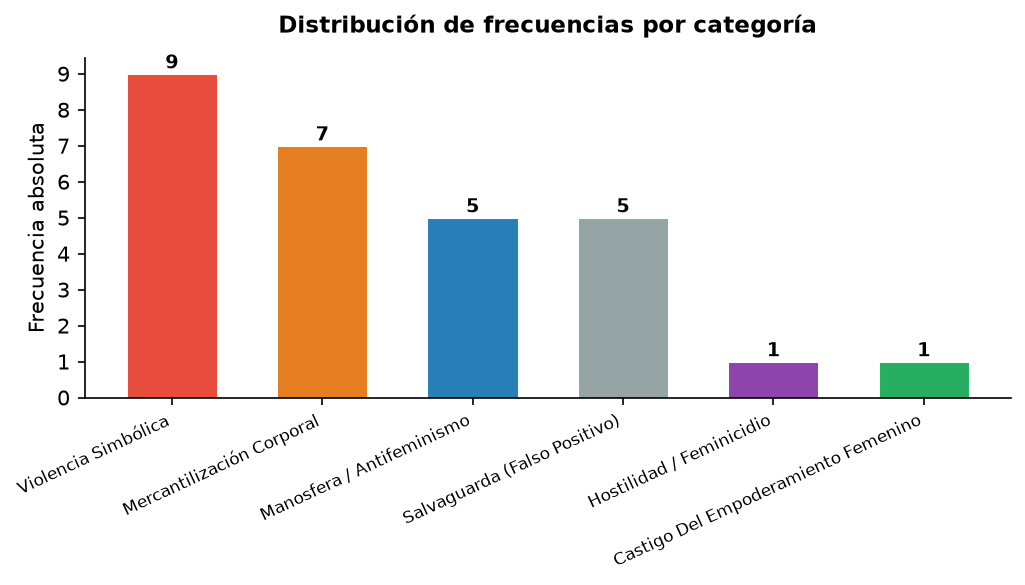 Distribución de frecuencias por categoría
Frecuencia absoluta
9
8
7
6
5
4
3
2
1
0
9
7
5
5
1
1
Violencia Simbólica
Mercantilización Corporal
Manosfera / Antifeminismo
Salvaguarda (Falso Positivo)
Hostilidad / Feminicidio
Castigo Del Empoderamiento Femenino